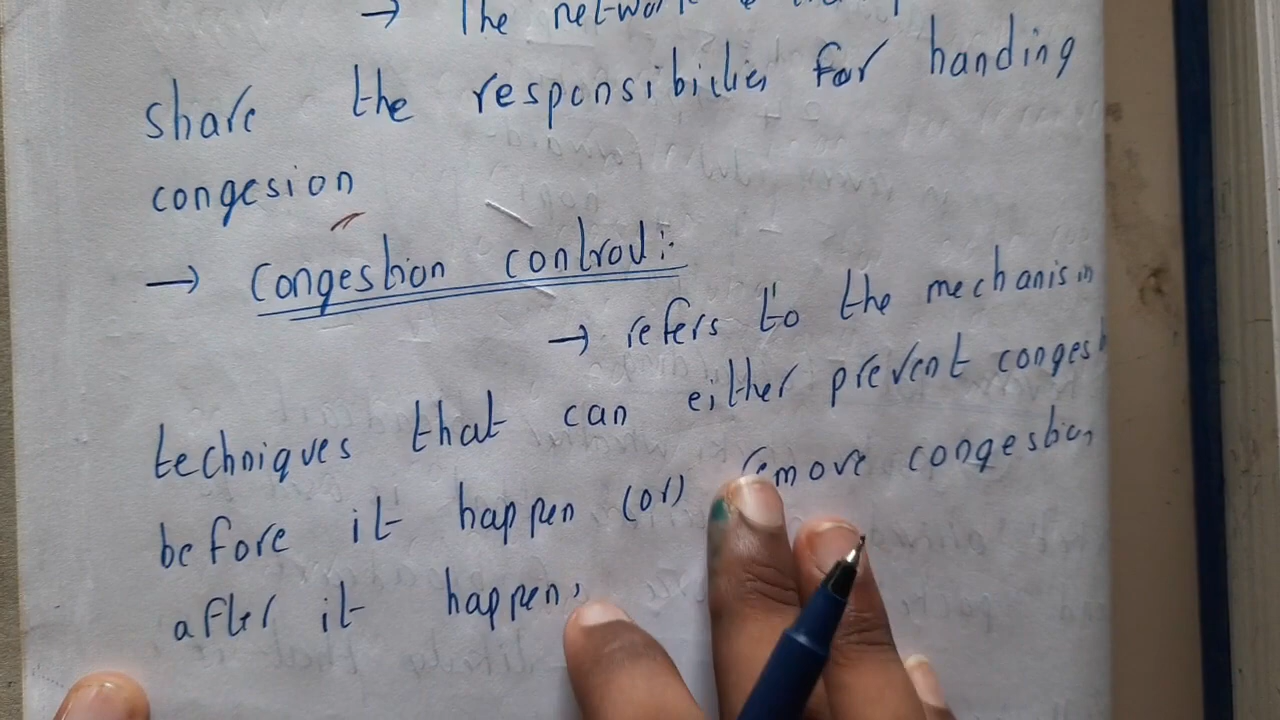 → The network
share the responsibilies for handing
congesion
→ Congestion control:
→ refers to the mechanism
techniques that can either prevent congest
before it happen (or) remove congestion
after it happen,